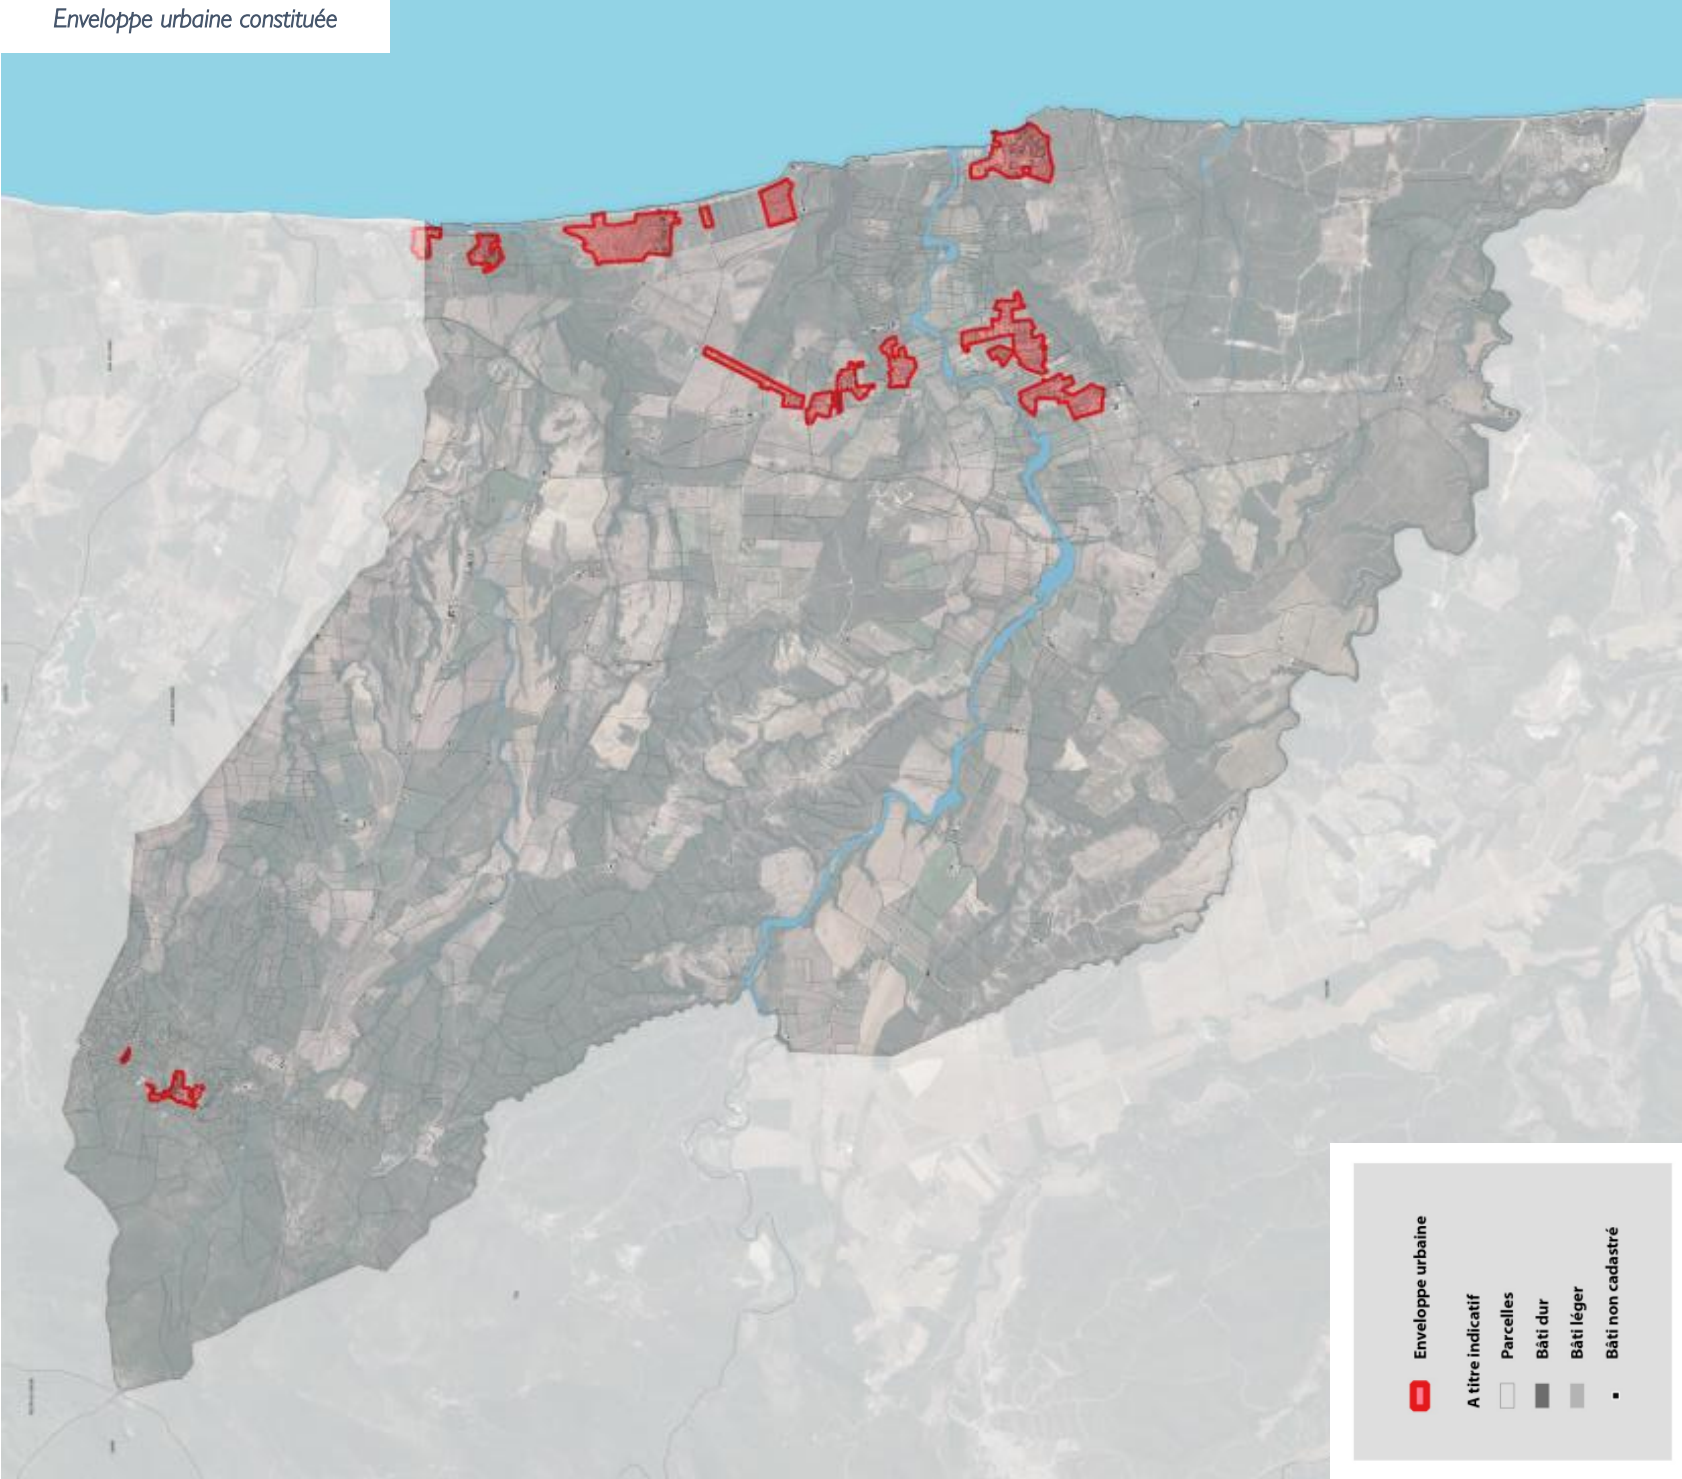 Enveloppe urbaine constituée
Enveloppe urbaine
A titre indicatif
Parcelles
Bâti dur
Bâti léger
Bâti non cadastré